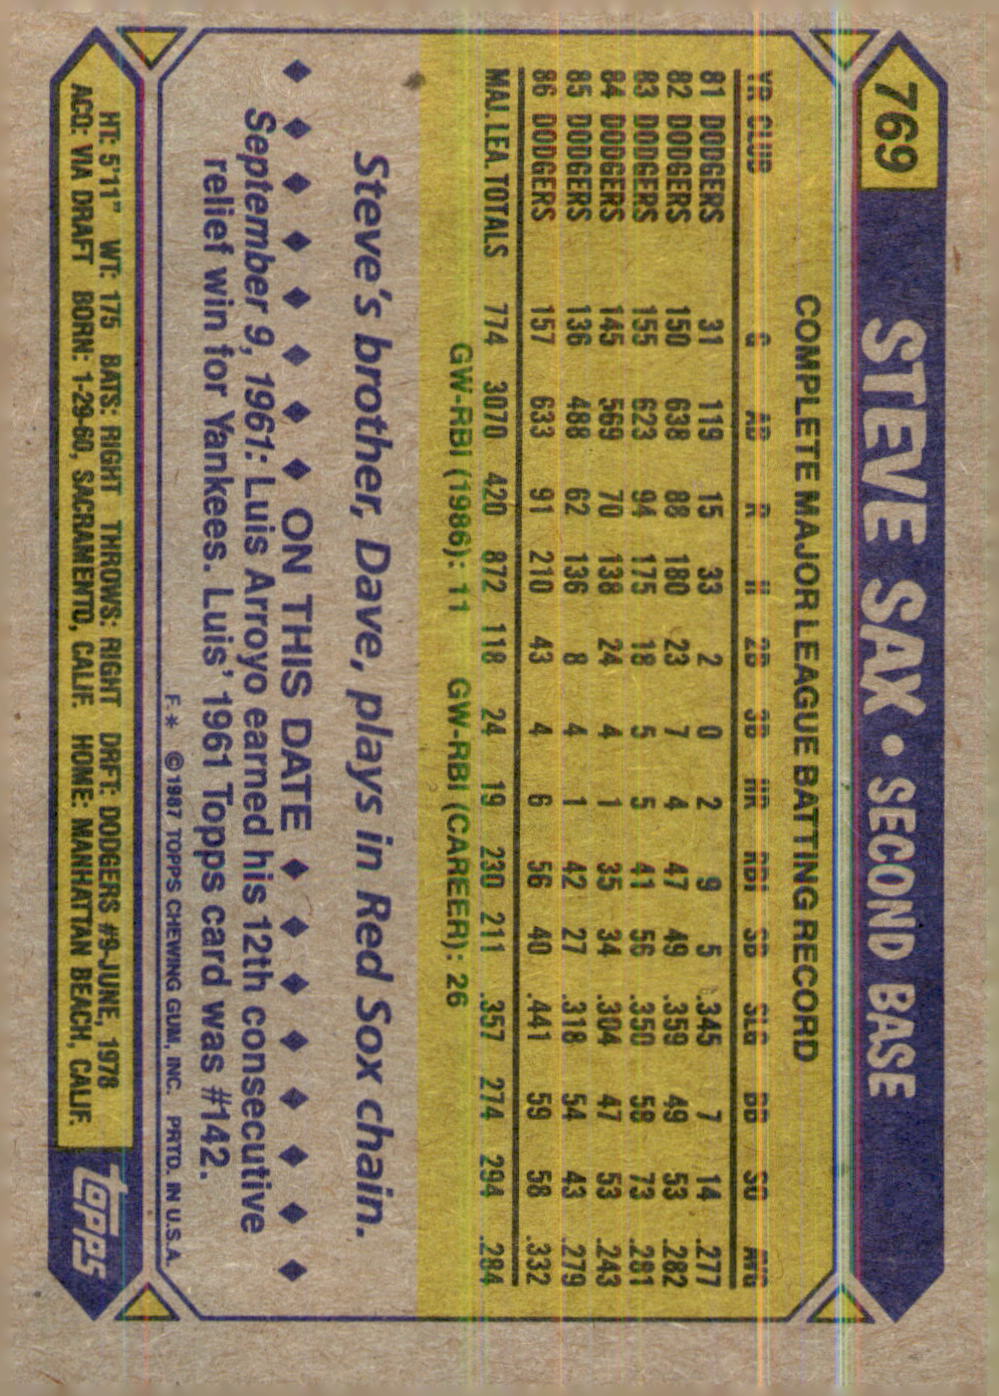 769 STEVE SAX • SECOND BASE
COMPLETE MAJOR LEAGUE BATTING RECORD
YR CLUB G AB R H 2B 3B HR RBI SB SLG BB SO AVG
81 DODGERS 31 119 15 33 2 0 2 9 5 .345 7 14 .277
82 DODGERS 150 638 88 180 23 7 4 47 49 .359 49 53 .282
83 DODGERS 155 623 94 175 18 5 5 41 56 .350 58 73 .281
84 DODGERS 145 569 70 138 24 4 1 35 34 .304 47 53 .243
85 DODGERS 136 488 62 136 8 4 1 42 27 .318 54 43 .279
86 DODGERS 157 633 91 210 43 4 6 56 40 .441 59 58 .332
MAJ. LEA. TOTALS 774 3070 420 872 118 24 19 230 211 .357 274 294 .284
GW-RBI (1986): 11 GW-RBI (CAREER): 26
Steve's brother, Dave, plays in Red Sox chain.
ON THIS DATE
September 9, 1961: Luis Arroyo earned his 12th consecutive
relief win for Yankees. Luis' 1961 Topps card was #142.
F.* ©1987 TOPPS CHEWING GUM, INC. PRTD. IN U.S.A.
HT: 5'11" WT: 175 BATS: RIGHT THROWS: RIGHT DRFT: DODGERS #9-JUNE, 1978
ACQ: VIA DRAFT BORN: 1-29-60, SACRAMENTO, CALIF. HOME: MANHATTAN BEACH, CALIF.
topps